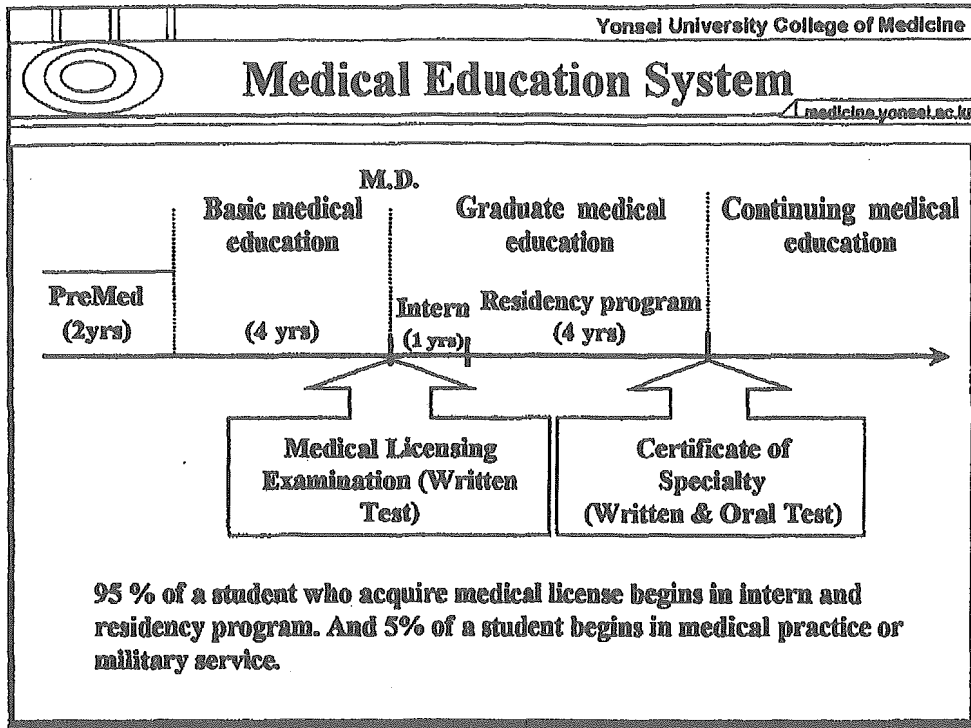 Yonsei University College of Medicine
Medical Education System
medicine.yonsei.ac.kr
M.D.
Basic medical
education
Graduate medical
education
Continuing medical
education
PreMed
(2yrs)
(4 yrs)
Intern
(1 yrs)
Residency program
(4 yrs)
Medical Licensing
Examination (Written
Test)
Certificate of
Specialty
(Written & Oral Test)
95 % of a student who acquire medical license begins in intern and
residency program. And 5% of a student begins in medical practice or
military service.